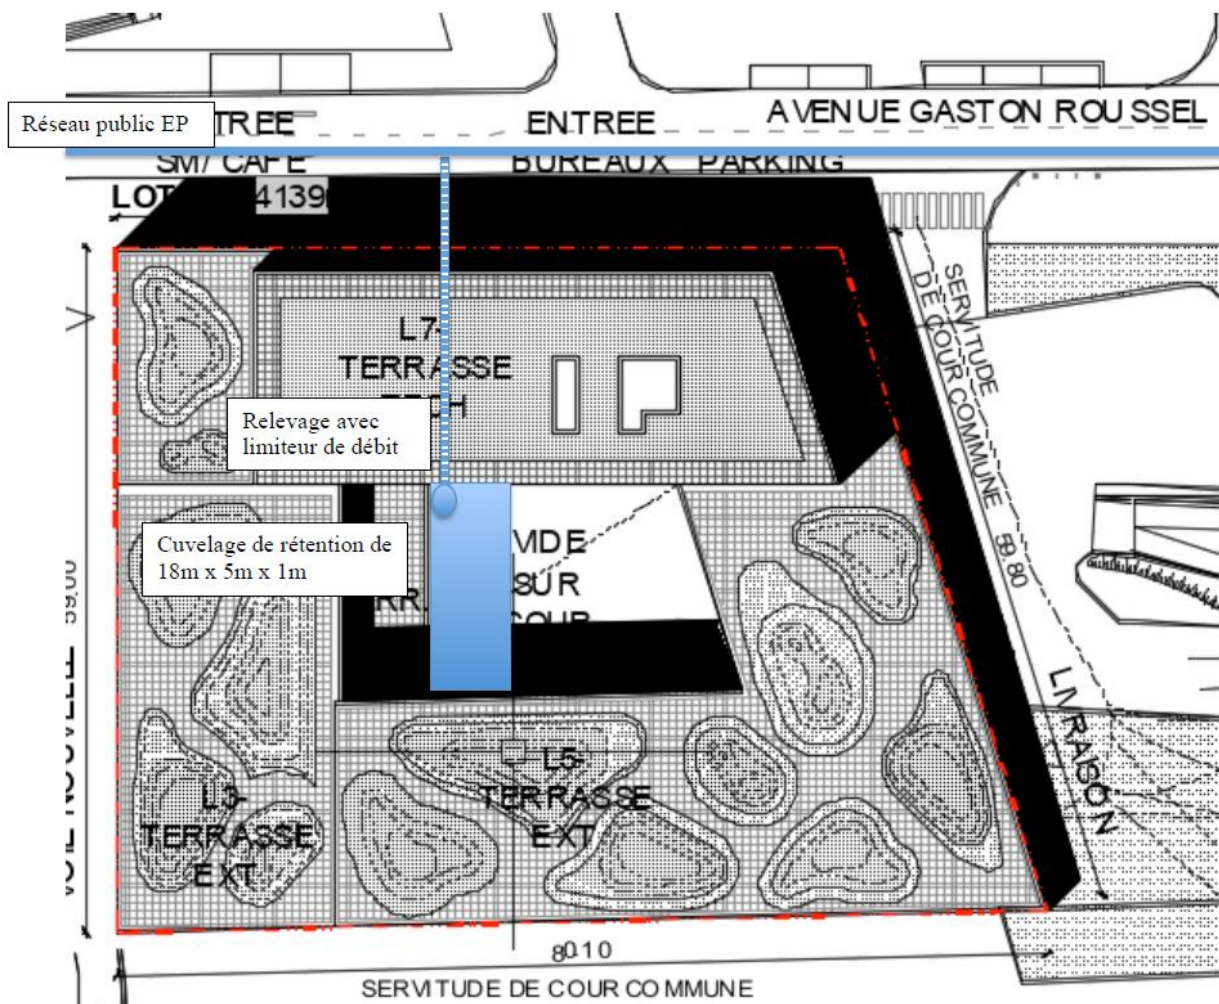 Réseau public EP
TREE
ENTREE
AVENUE GASTON ROUSSEL
SM/ CAFE
BUREAUX PARKING
LOT
4139
SERVITUDE
DE COUR COMMUNE
59.80
L7-
TERRASSE
Relevage avec
limiteur de débit
Cuvelage de rétention de
18m x 5m x 1m
SUR
59.00
LIVRAISON
L3-
TERRASSE
EXT
L5-
TERRASSE
EXT
80.10
SERVITUDE DE COUR COMMUNE